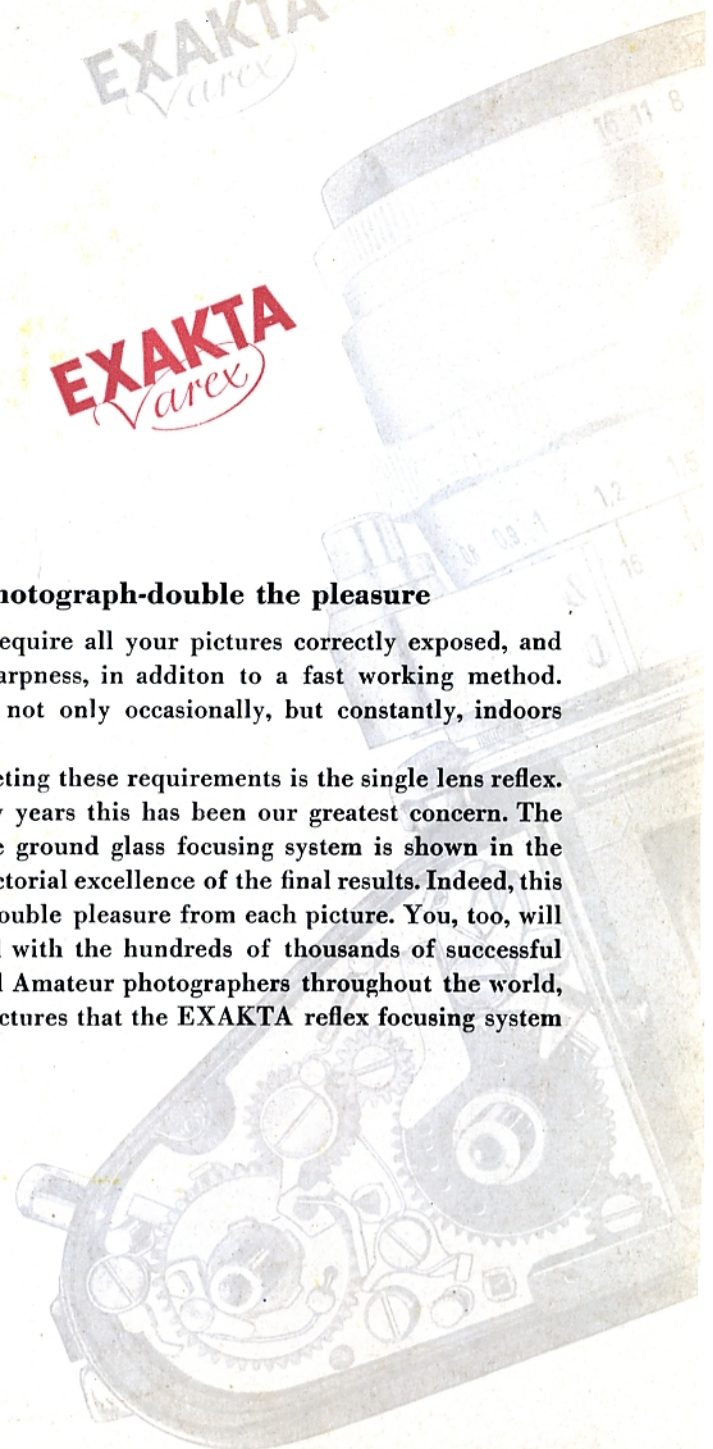 EXAKTA
Varex
16 11 8
EXAKTA
Varex
0,9 1 1,2 1,5
16
hotograph-double the pleasure
equire all your pictures correctly exposed, and
arpness, in additon to a fast working method.
not only occasionally, but constantly, indoors
eting these requirements is the single lens reflex.
years this has been our greatest concern. The
ground glass focusing system is shown in the
ctorial excellence of the final results. Indeed, this
ouble pleasure from each picture. You, too, will
with the hundreds of thousands of successful
Amateur photographers throughout the world,
ctures that the EXAKTA reflex focusing system